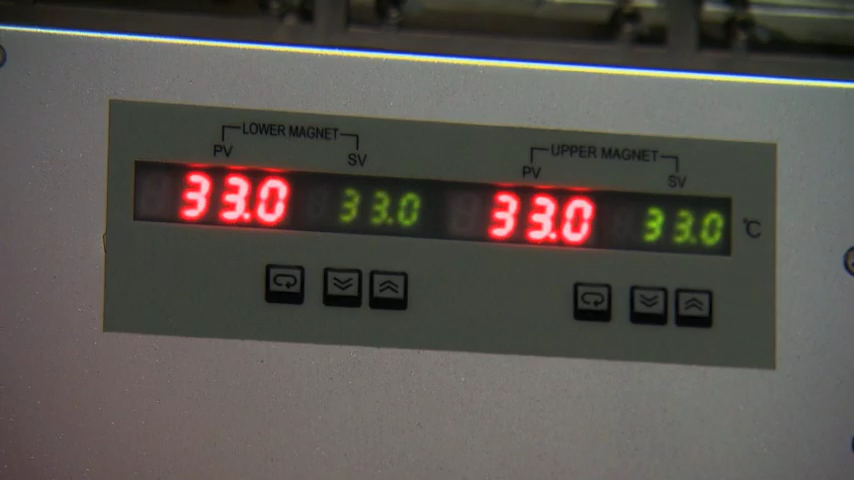 LOWER MAGNET
PV SV
33.0 33.0
UPPER MAGNET
PV SV
33.0 33.0 °C